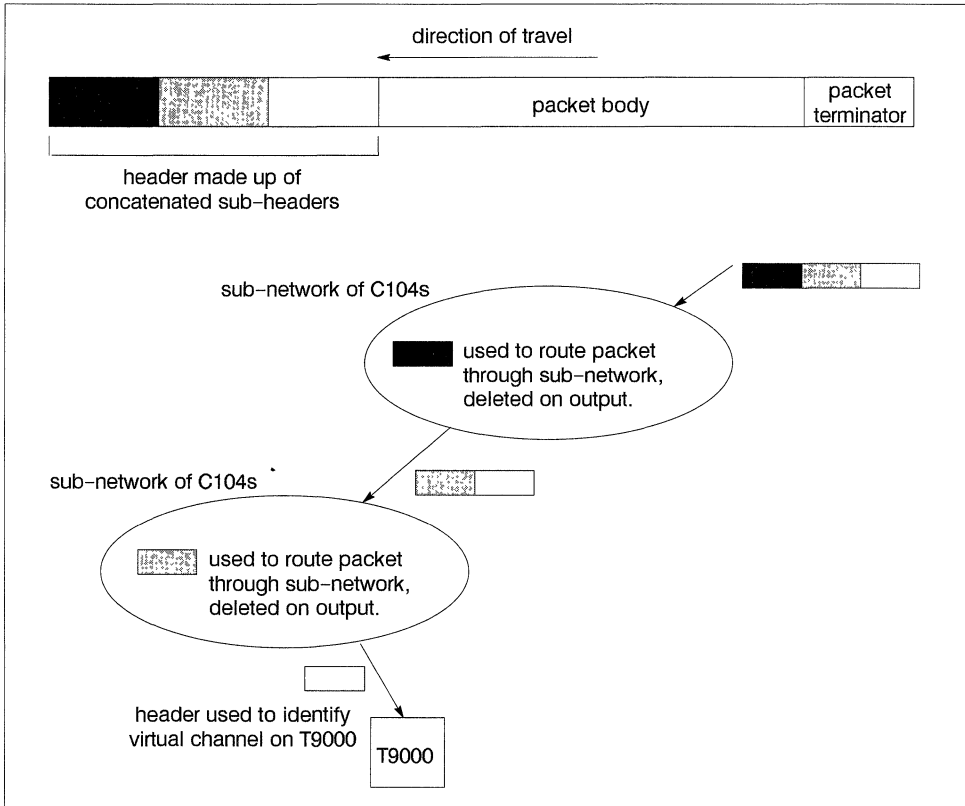 direction of travel
packet body
packet
terminator
header made up of
concatenated sub-headers
sub-network of C104s
used to route packet
through sub-network,
deleted on output.
sub-network of C104s
used to route packet
through sub-network,
deleted on output.
header used to identify
virtual channel on T9000
T9000